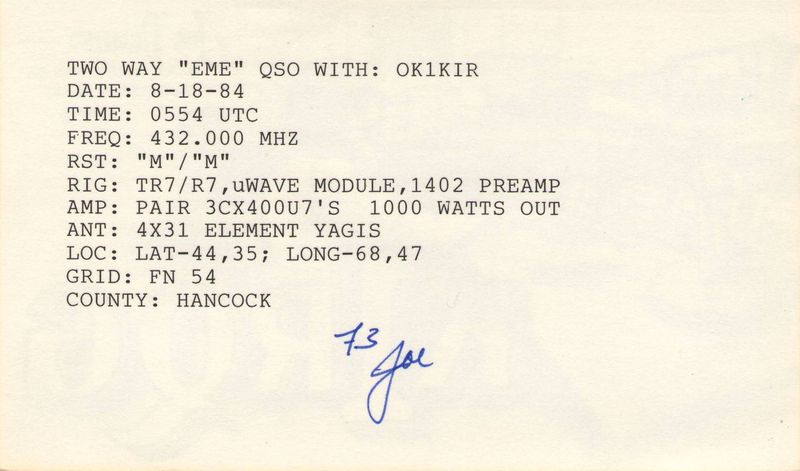 TWO WAY "EME" QSO WITH: OK1KIR
DATE: 8-18-84
TIME: 0554 UTC
FREQ: 432.000 MHZ
RST: "M"/"M"
RIG: TR7/R7,uWAVE MODULE,1402 PREAMP
AMP: PAIR 3CX400U7'S  1000 WATTS OUT
ANT: 4X31 ELEMENT YAGIS
LOC: LAT-44,35; LONG-68,47
GRID: FN 54
COUNTY: HANCOCK
73
Joe